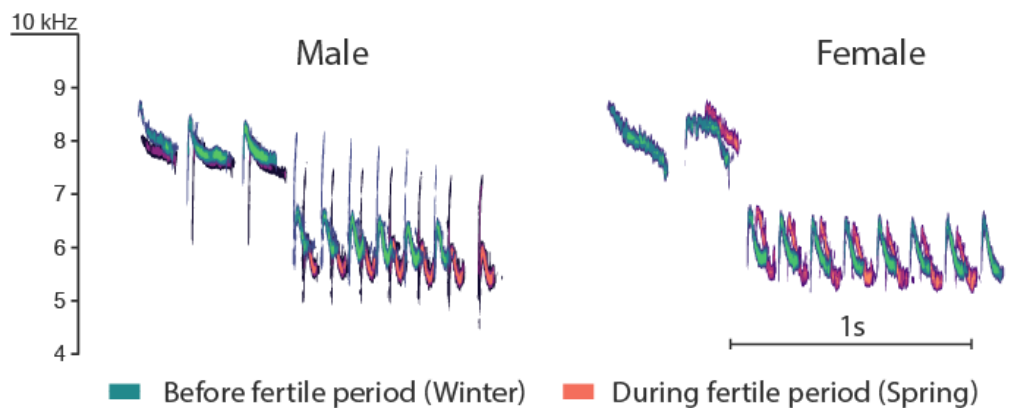 10 kHz
Male
Female
9
8
7
6
5
4
1s
Before fertile period (Winter)
During fertile period (Spring)